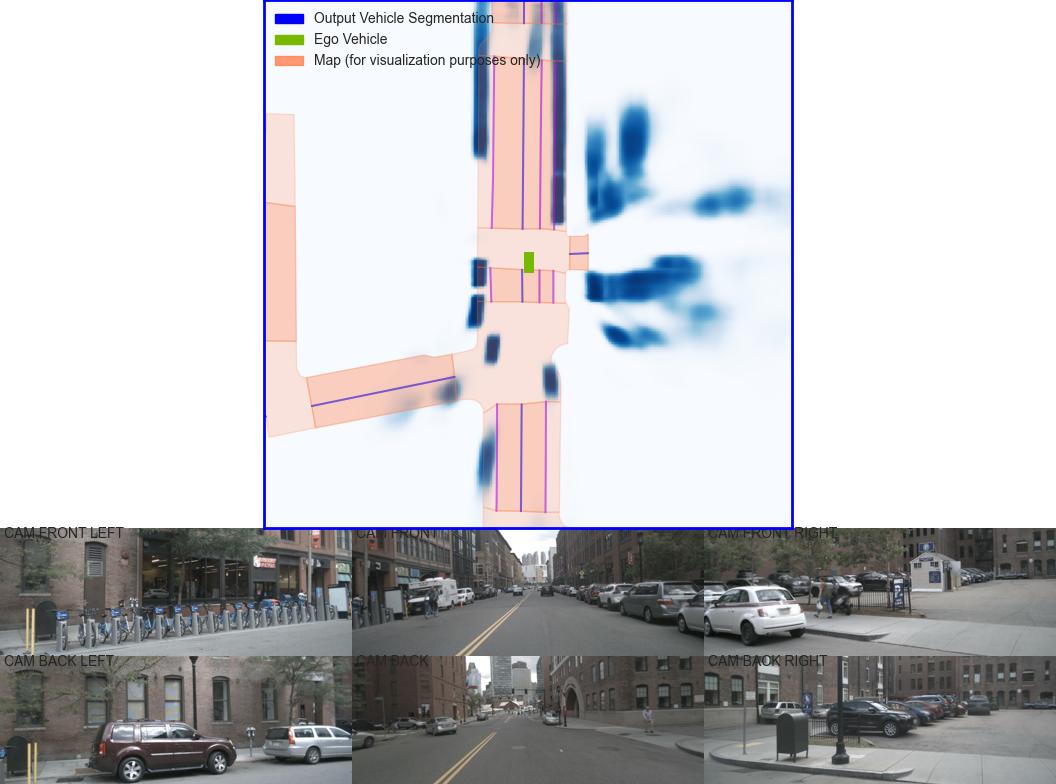 Output Vehicle Segmentation
Ego Vehicle
Map (for visualization purposes only)
CAM FRONT LEFT
CAM FRONT
CAM FRONT RIGHT
CAM BACK LEFT
CAM BACK
CAM BACK RIGHT